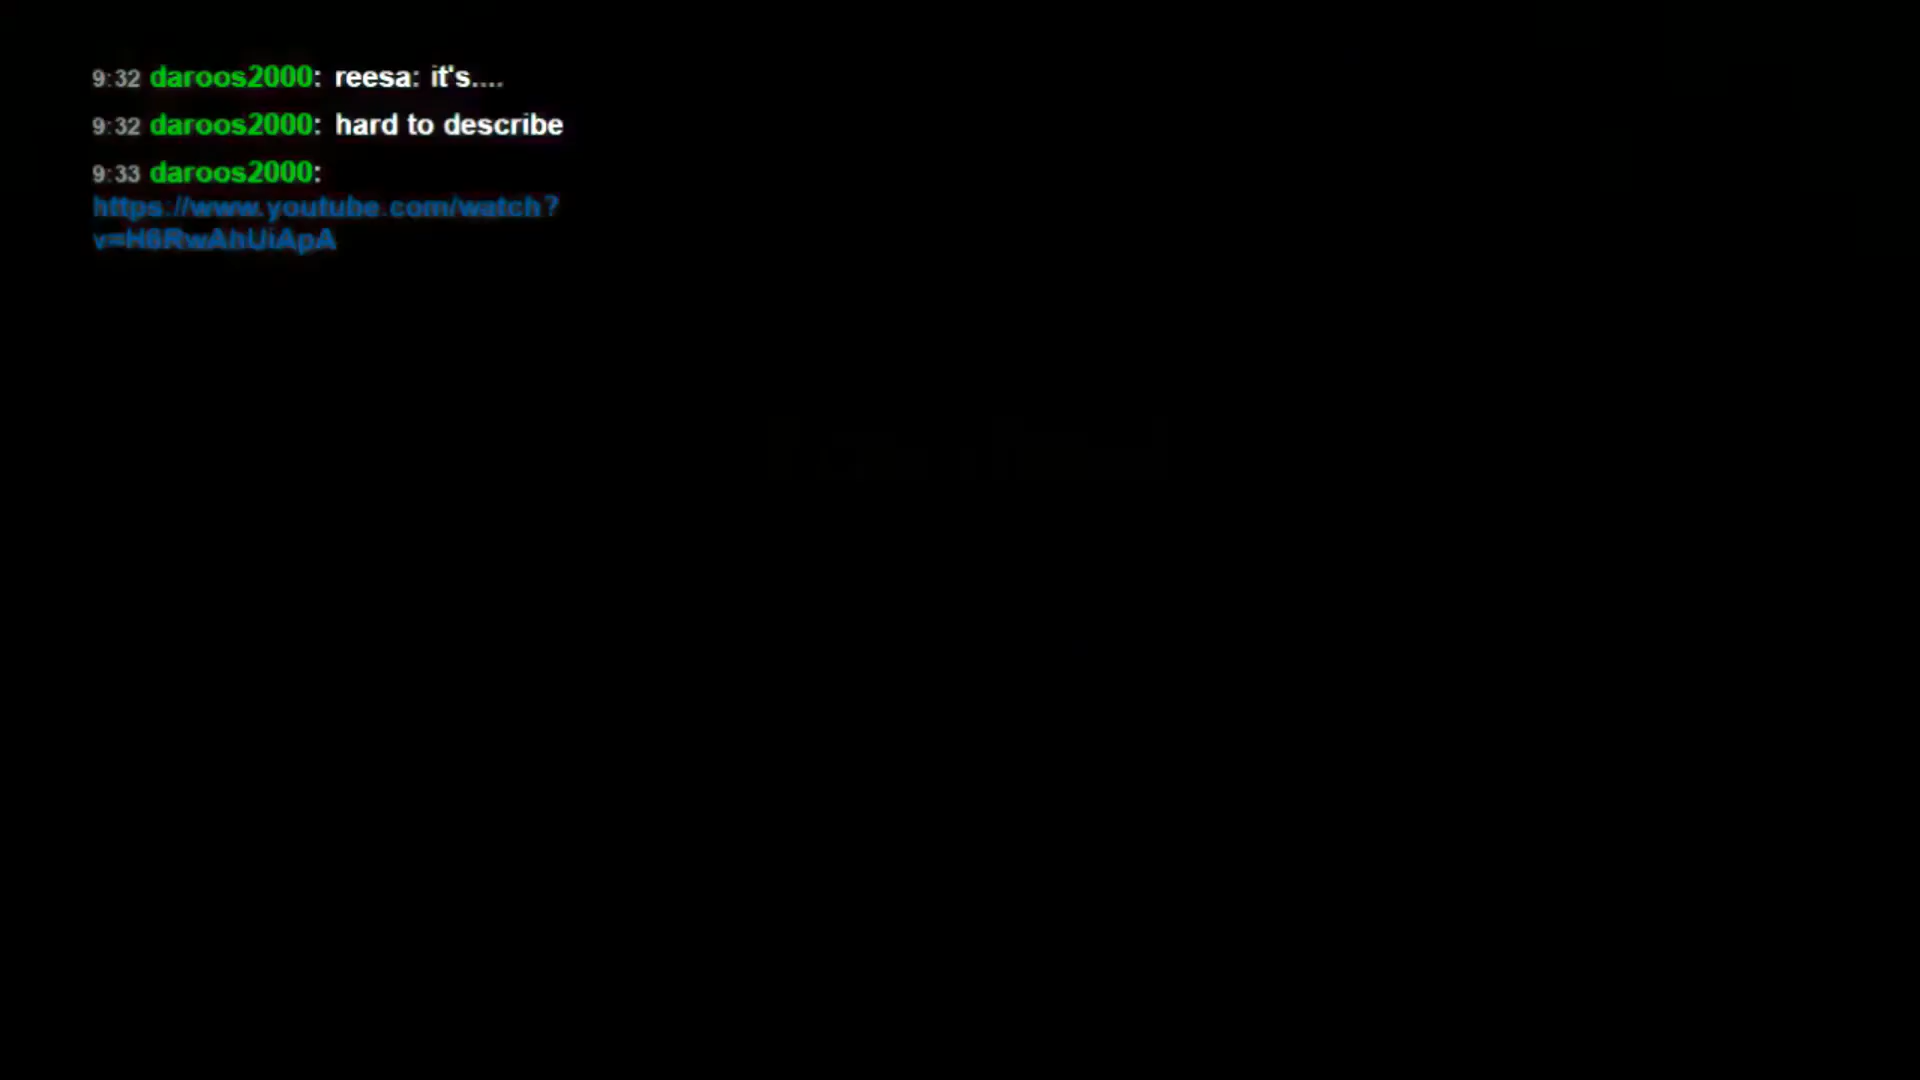 9:32 daroos2000: reesa: it's....
9:32 daroos2000: hard to describe
9:33 daroos2000:
https://www.youtube.com/watch?
v=H6RwAhUiApA